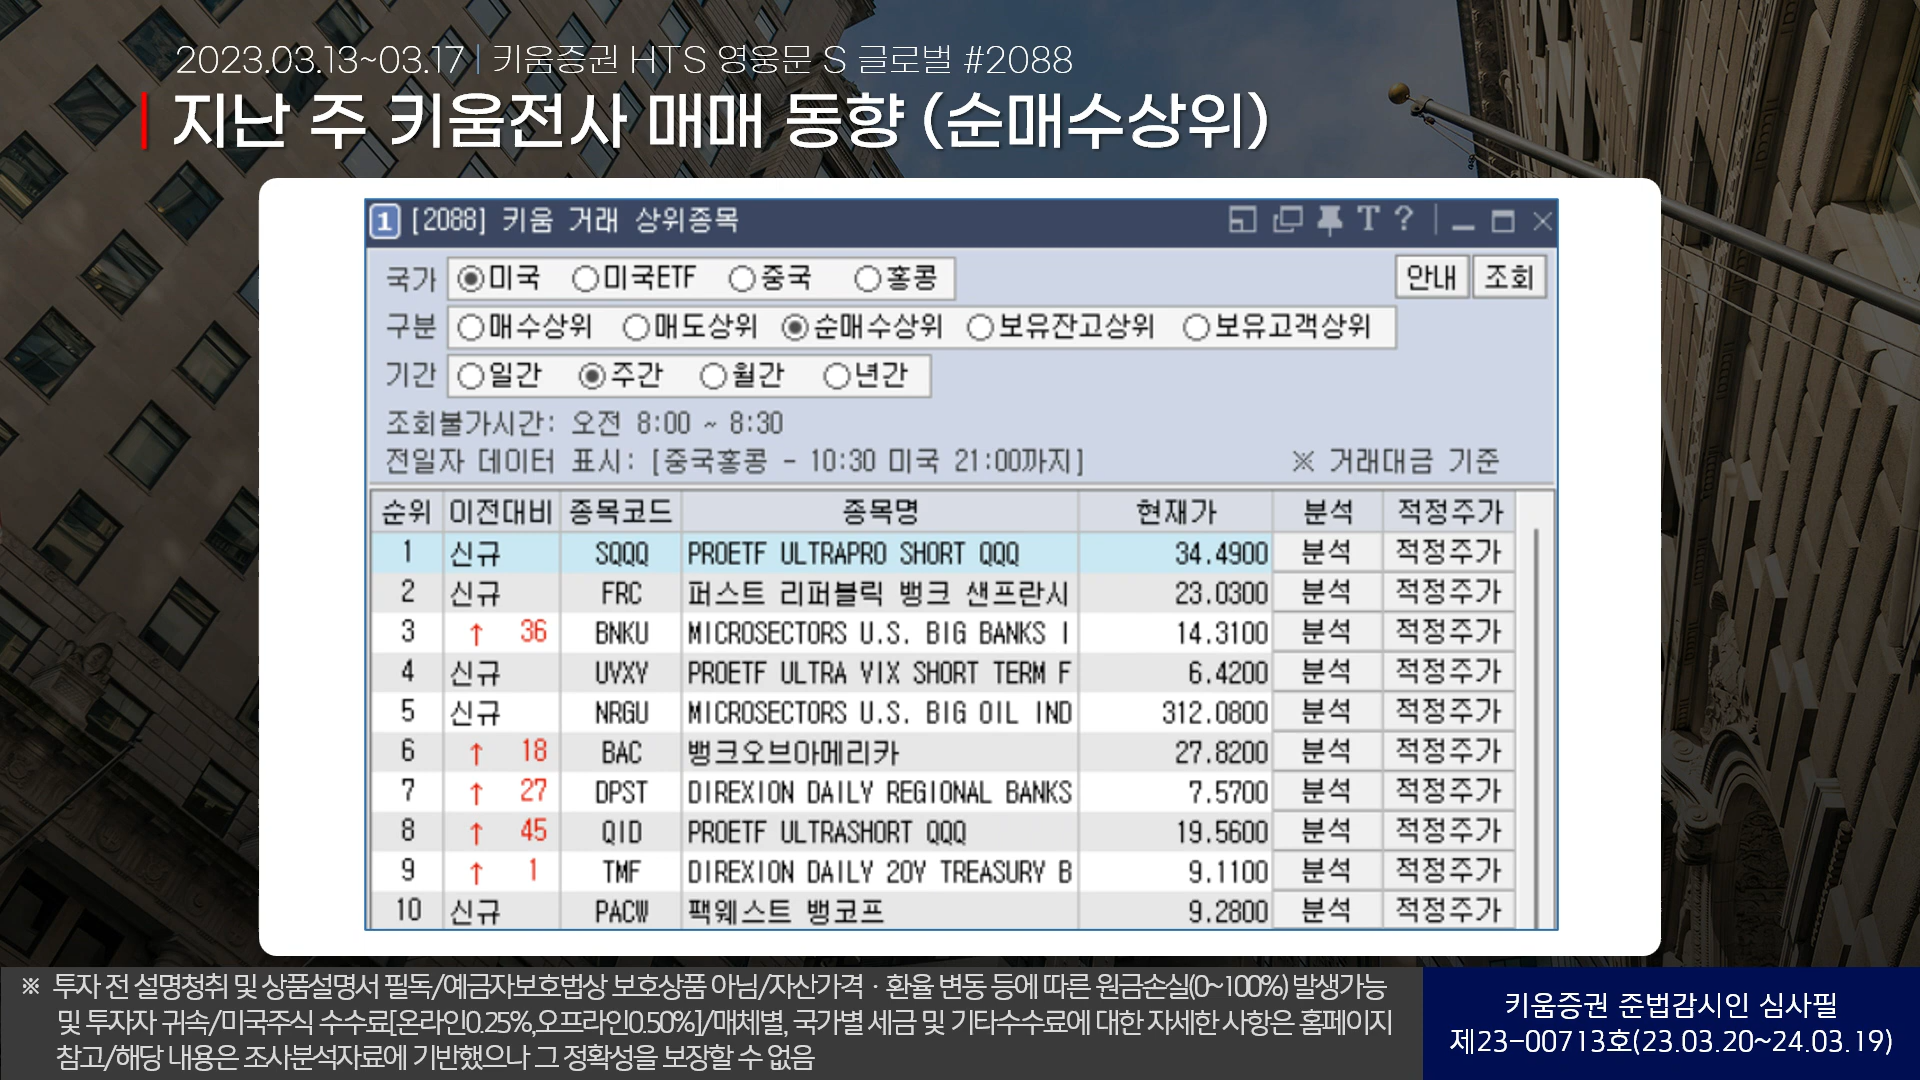 2023.03.13~03.17 | 키움증권 HTS 영웅문 S 글로벌 #2088
지난 주 키움전사 매매 동향 (순매수상위)
1 [2088] 키움 거래 상위종목 T ?
국가 미국 미국ETF 중국 홍콩 안내 조회
구분 매수상위 매도상위 순매수상위 보유잔고상위 보유고객상위
기간 일간 주간 월간 년간
조회불가시간: 오전 8:00 ~ 8:30
전일자 데이터 표시: [중국홍콩 - 10:30 미국 21:00까지] ※ 거래대금 기준
순위 이전대비 종목코드 종목명 현재가 분석 적정주가
1 신규 SQQQ PROETF ULTRAPRO SHORT QQQ 34.4900 분석 적정주가
2 신규 FRC 퍼스트 리퍼블릭 뱅크 샌프란시 23.0300 분석 적정주가
3 ↑ 36 BNKU MICROSECTORS U.S. BIG BANKS I 14.3100 분석 적정주가
4 신규 UVXY PROETF ULTRA VIX SHORT TERM F 6.4200 분석 적정주가
5 신규 NRGU MICROSECTORS U.S. BIG OIL IND 312.0800 분석 적정주가
6 ↑ 18 BAC 뱅크오브아메리카 27.8200 분석 적정주가
7 ↑ 27 DPST DIREXION DAILY REGIONAL BANKS 7.5700 분석 적정주가
8 ↑ 45 QID PROETF ULTRASHORT QQQ 19.5600 분석 적정주가
9 ↑ 1 TMF DIREXION DAILY 20Y TREASURY B 9.1100 분석 적정주가
10 신규 PACW 팩웨스트 뱅코프 9.2800 분석 적정주가
※ 투자 전 설명청취 및 상품설명서 필독/예금자보호법상 보호상품 아님/자산가격 · 환율 변동 등에 따른 원금손실(0~100%) 발생가능
및 투자자 귀속/미국주식 수수료[온라인0.25%,오프라인0.50%]/매체별, 국가별 세금 및 기타수수료에 대한 자세한 사항은 홈페이지
참고/해당 내용은 조사분석자료에 기반했으나 그 정확성을 보장할 수 없음
키움증권 준법감시인 심사필
제23-00713호(23.03.20~24.03.19)